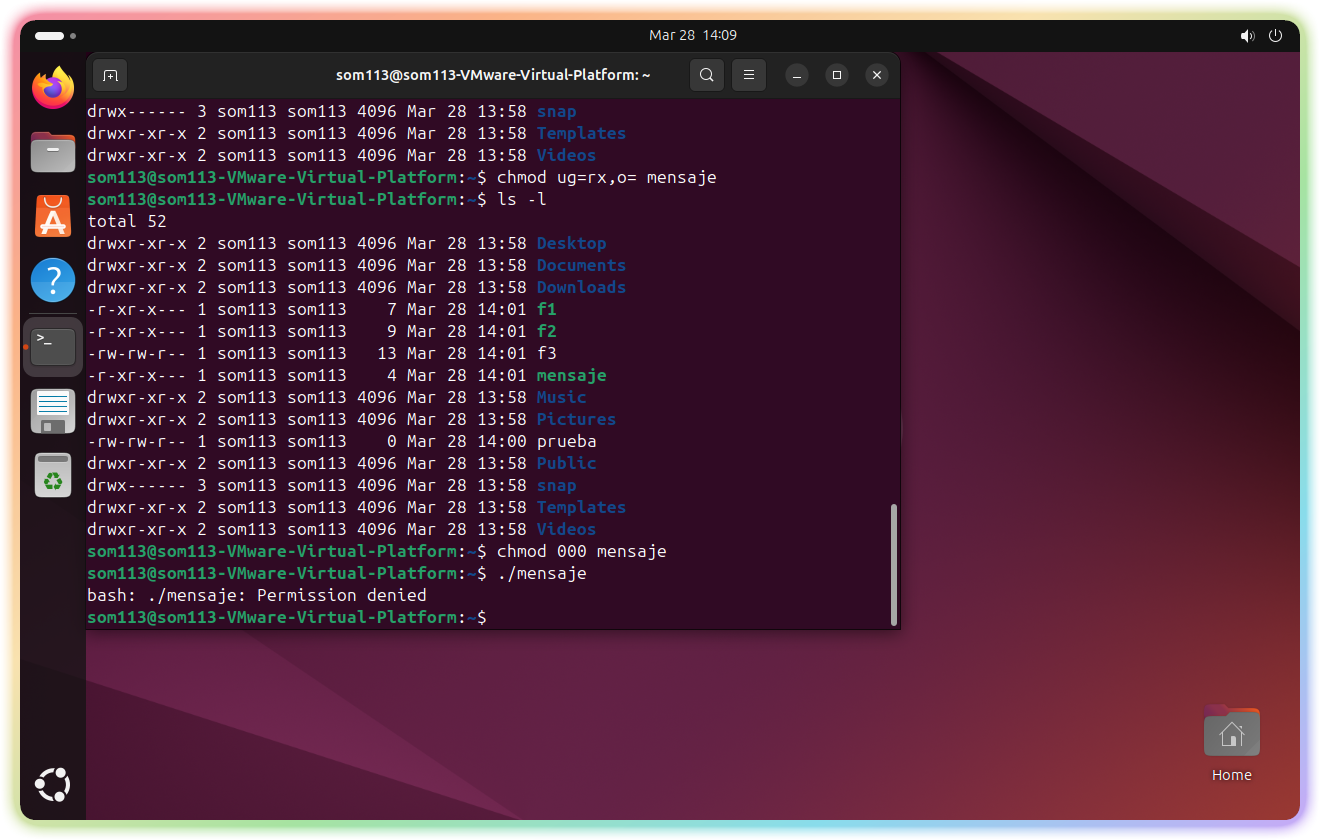 Mar 28 14:09
som113@som113-VMware-Virtual-Platform: ~
drwx------ 3 som113 som113 4096 Mar 28 13:58 snap
drwxr-xr-x 2 som113 som113 4096 Mar 28 13:58 Templates
drwxr-xr-x 2 som113 som113 4096 Mar 28 13:58 Videos
som113@som113-VMware-Virtual-Platform:~$ chmod ug=rx,o= mensaje
som113@som113-VMware-Virtual-Platform:~$ ls -l
total 52
drwxr-xr-x 2 som113 som113 4096 Mar 28 13:58 Desktop
drwxr-xr-x 2 som113 som113 4096 Mar 28 13:58 Documents
drwxr-xr-x 2 som113 som113 4096 Mar 28 13:58 Downloads
-r-xr-x--- 1 som113 som113    7 Mar 28 14:01 f1
-r-xr-x--- 1 som113 som113    9 Mar 28 14:01 f2
-rw-rw-r-- 1 som113 som113   13 Mar 28 14:01 f3
-r-xr-x--- 1 som113 som113    4 Mar 28 14:01 mensaje
drwxr-xr-x 2 som113 som113 4096 Mar 28 13:58 Music
drwxr-xr-x 2 som113 som113 4096 Mar 28 13:58 Pictures
-rw-rw-r-- 1 som113 som113    0 Mar 28 14:00 prueba
drwxr-xr-x 2 som113 som113 4096 Mar 28 13:58 Public
drwx------ 3 som113 som113 4096 Mar 28 13:58 snap
drwxr-xr-x 2 som113 som113 4096 Mar 28 13:58 Templates
drwxr-xr-x 2 som113 som113 4096 Mar 28 13:58 Videos
som113@som113-VMware-Virtual-Platform:~$ chmod 000 mensaje
som113@som113-VMware-Virtual-Platform:~$ ./mensaje
bash: ./mensaje: Permission denied
som113@som113-VMware-Virtual-Platform:~$
Home